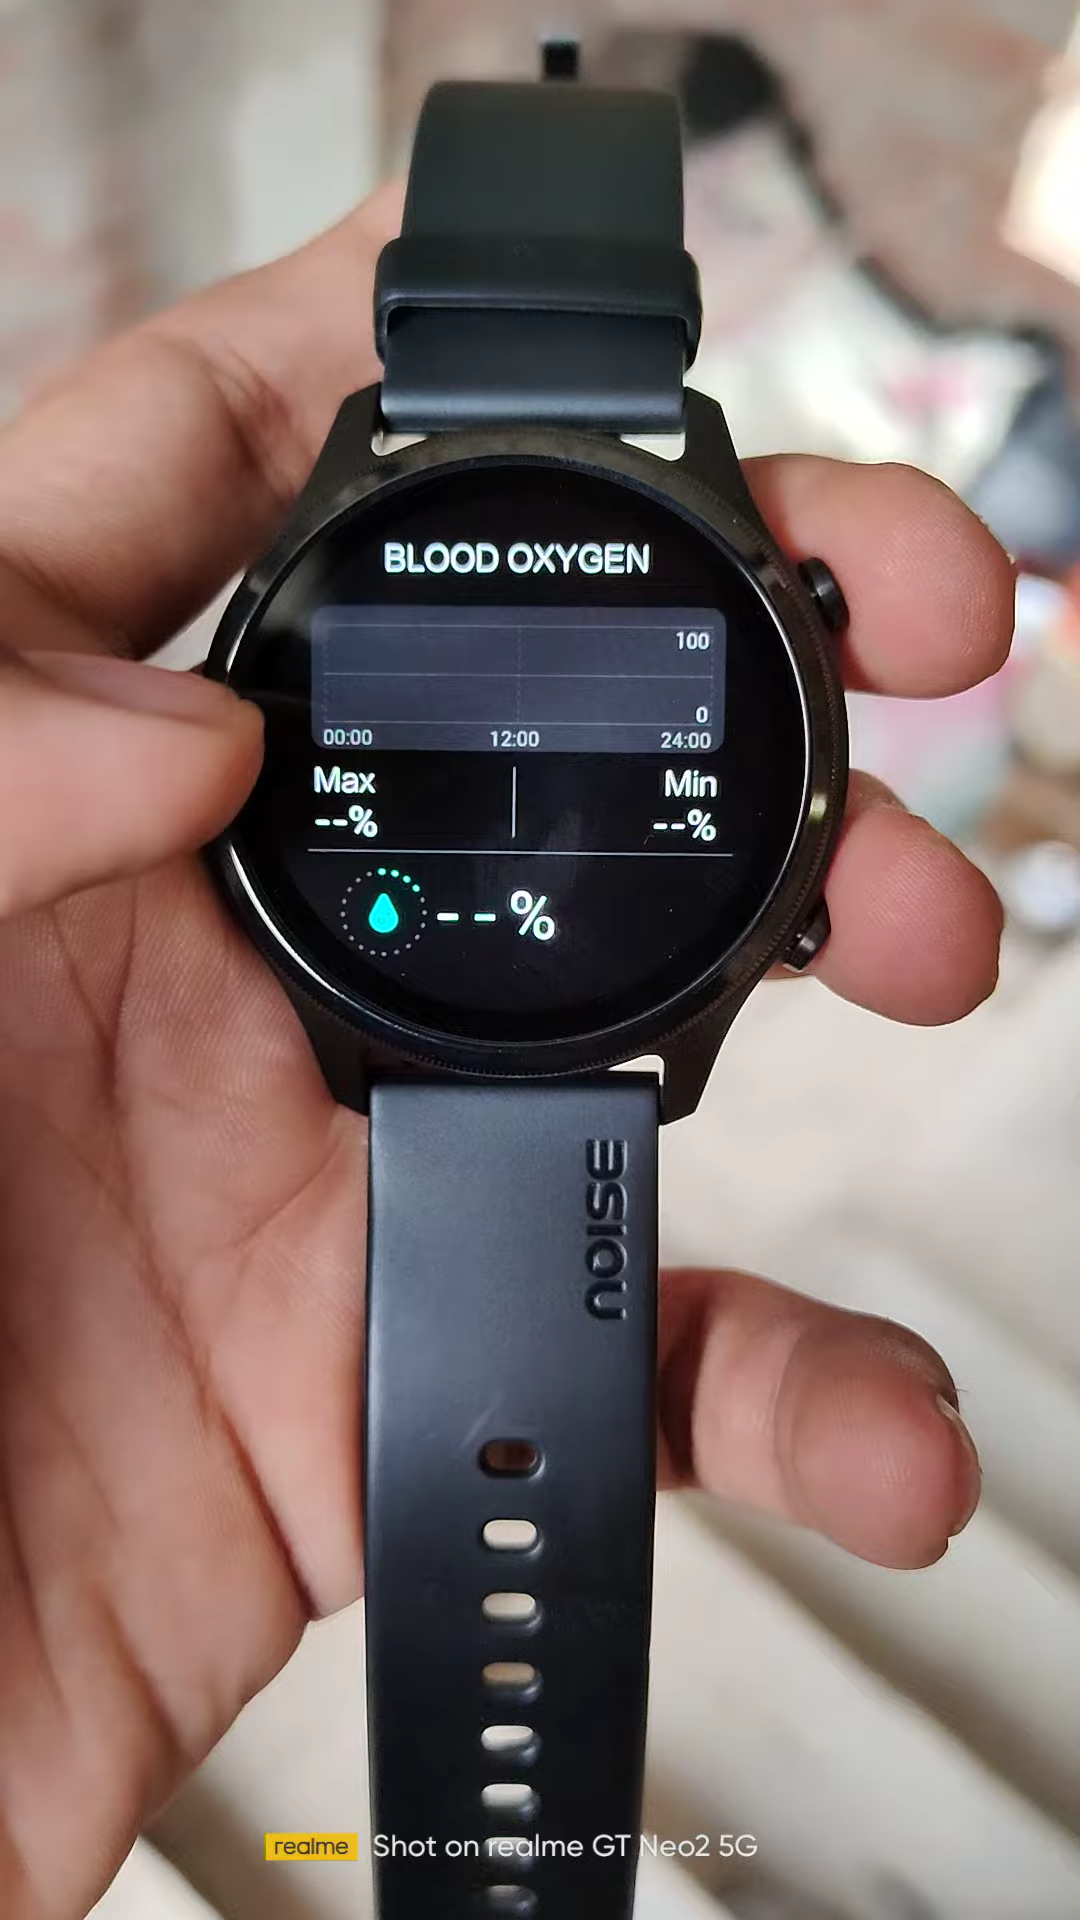 BLOOD OXYGEN
100
0
00:00 12:00 24:00
Max Min
--% --%
--%
noise
realme Shot on realme GT Neo2 5G